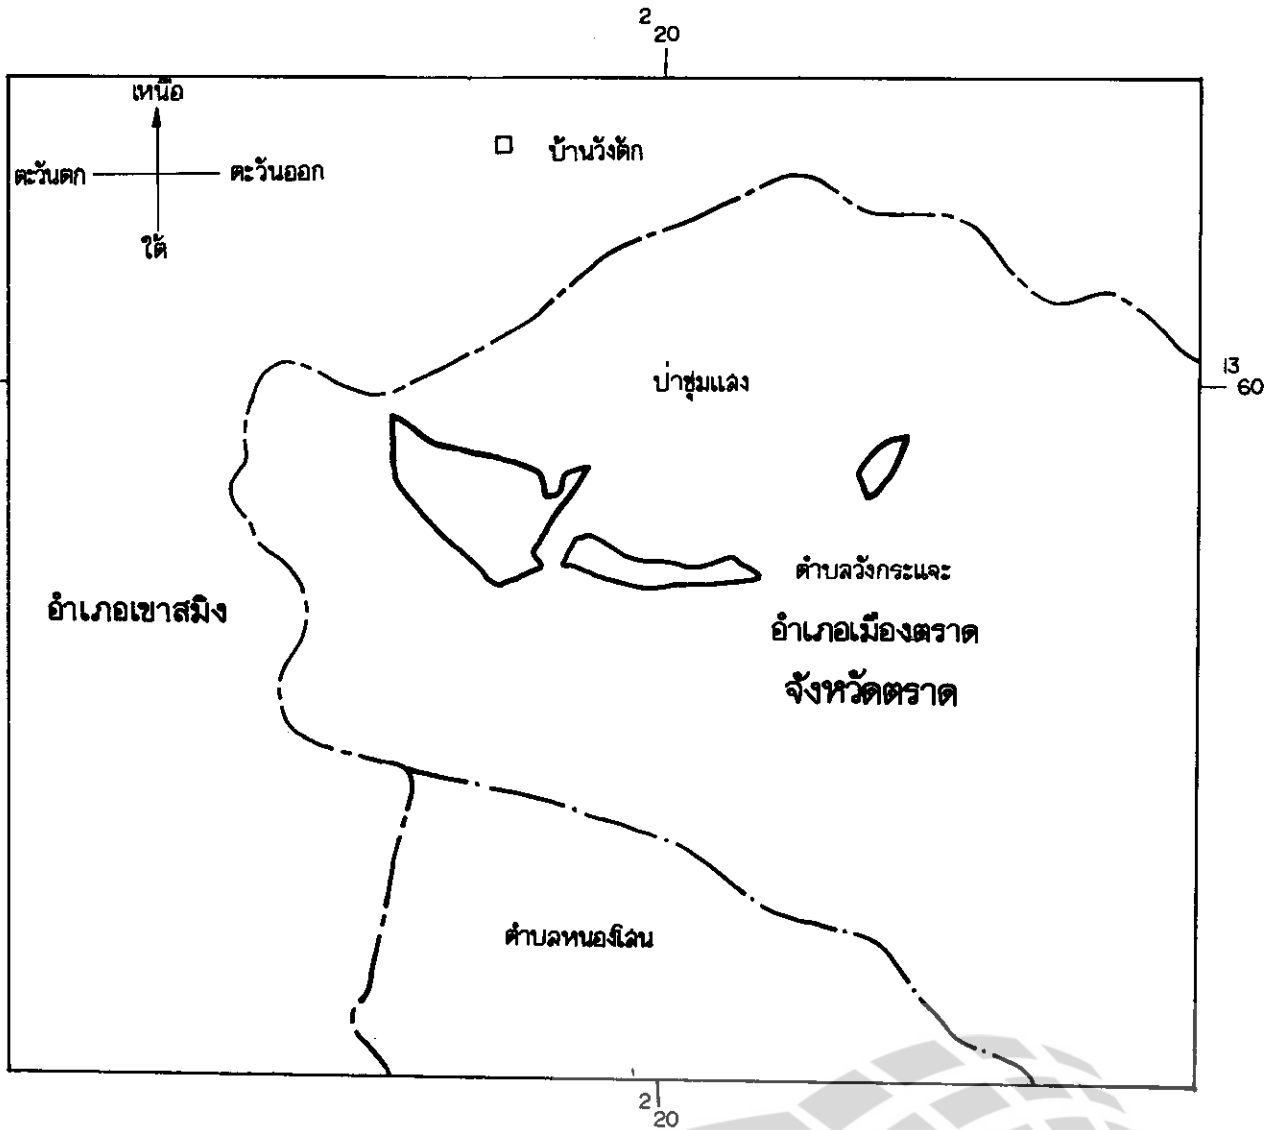 2
20
เหนือ
ตะวันตก
ตะวันออก
ใต้
บ้านวังตัก
ป่าชุมแสง
13
60
ตำบลวังกระแจะ
อำเภอเขาสมิง
อำเภอเมืองตราด
จังหวัดตราด
ตำบลหนองโสน
2
20